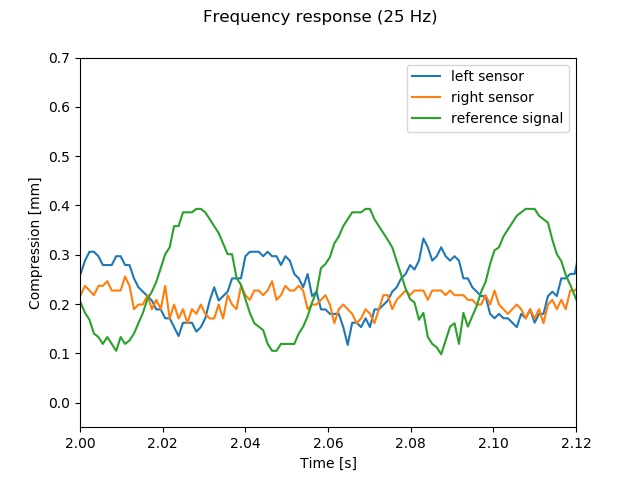 Frequency response (25 Hz)
left sensor
right sensor
reference signal
Compression [mm]
0.7
0.6
0.5
0.4
0.3
0.2
0.1
0.0
2.00 2.02 2.04 2.06 2.08 2.10 2.12
Time [s]